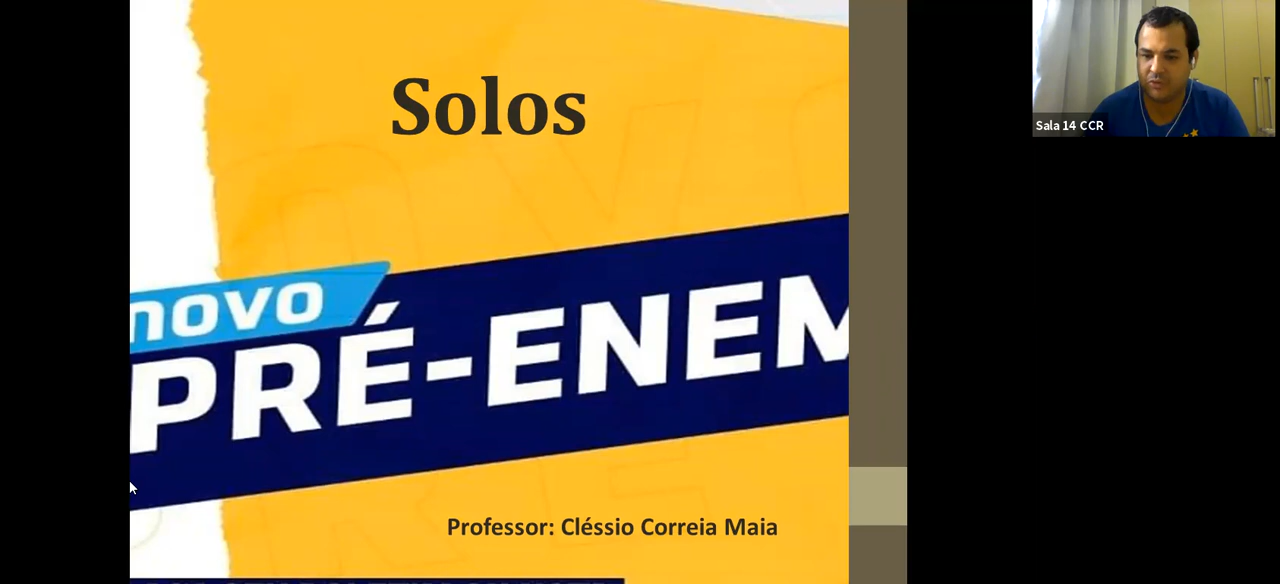 Solos
novo
PRÉ-ENEM
Professor: Cléssio Correia Maia
Sala 14 CCR